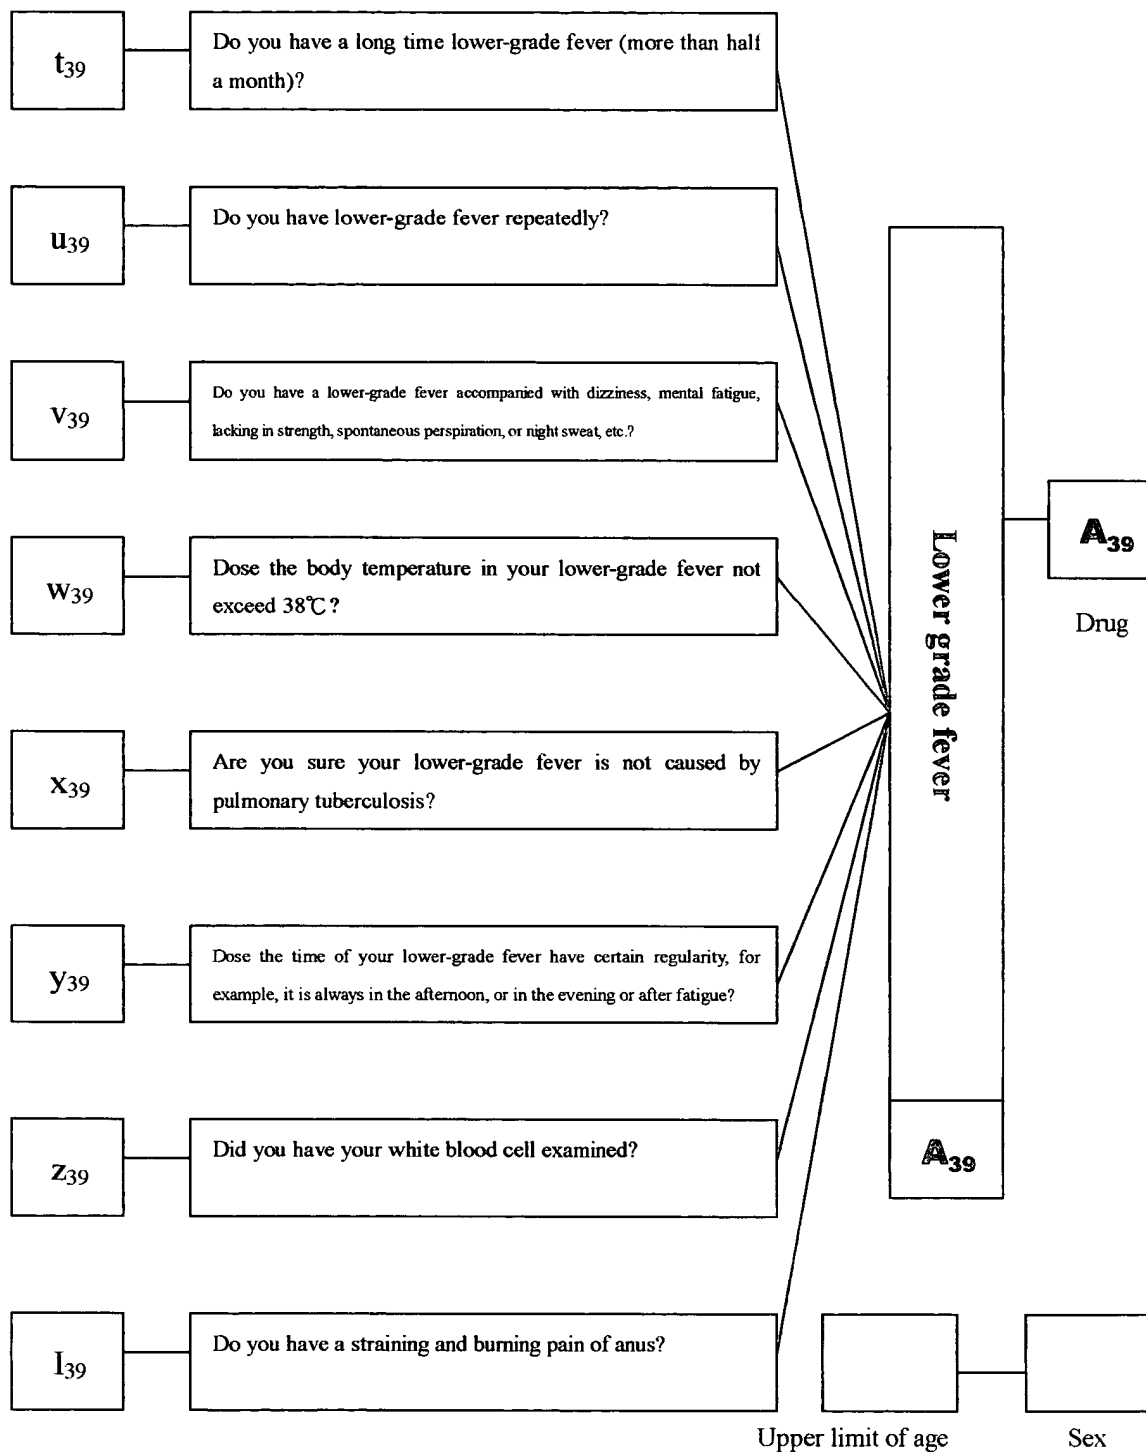 t39
Do you have a long time lower-grade fever (more than half
a month)?
u39
Do you have lower-grade fever repeatedly?
v39
Do you have a lower-grade fever accompanied with dizziness, mental fatigue,
lacking in strength, spontaneous perspiration, or night sweat, etc.?
w39
Dose the body temperature in your lower-grade fever not
exceed 38℃?
x39
Are you sure your lower-grade fever is not caused by
pulmonary tuberculosis?
y39
Dose the time of your lower-grade fever have certain regularity, for
example, it is always in the afternoon, or in the evening or after fatigue?
z39
Did you have your white blood cell examined?
I39
Do you have a straining and burning pain of anus?
Lower grade fever
A39
A39
Drug
Upper limit of age
Sex